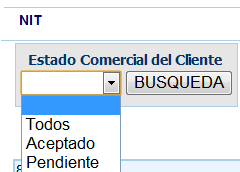 NIT
Estado Comercial del Cliente
BUSQUEDA
Todos
Aceptado
Pendiente